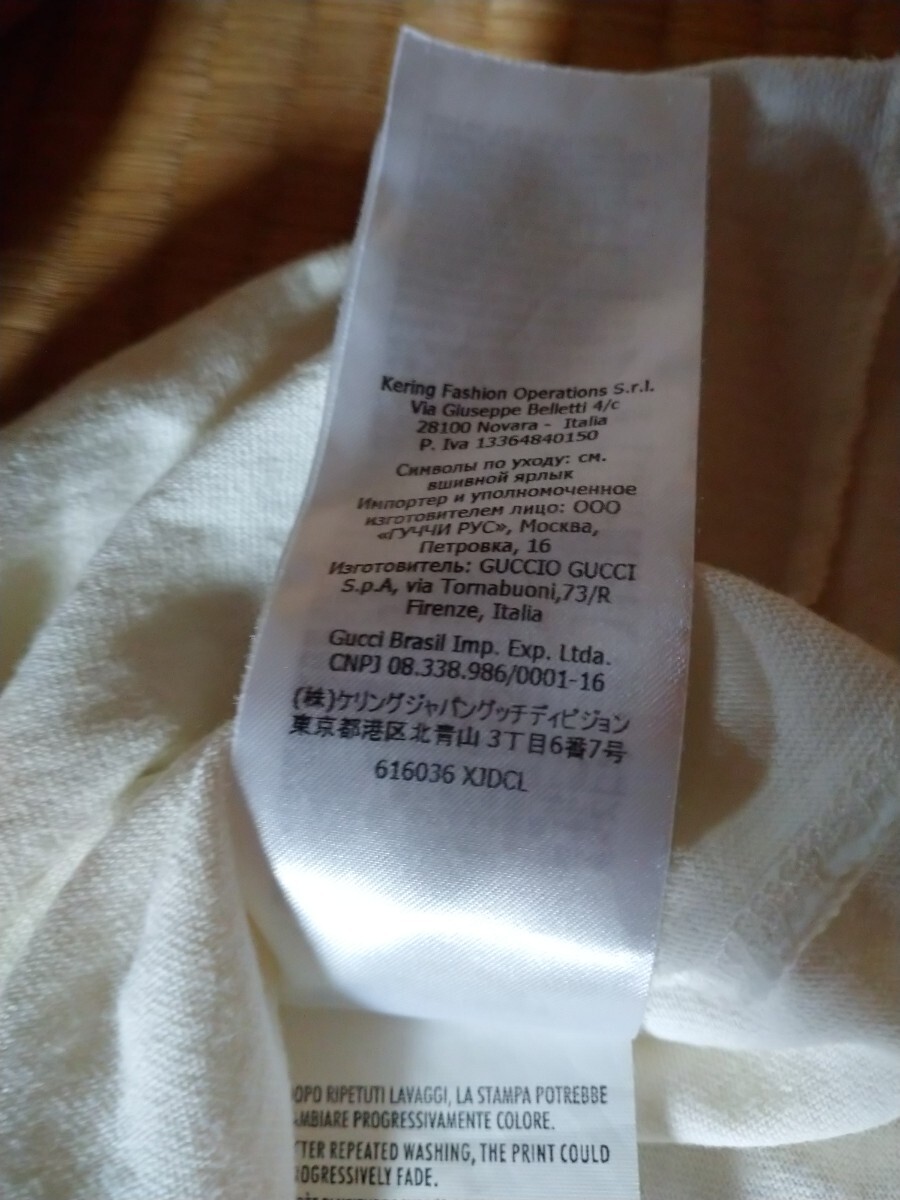 Kering Fashion Operations S.r.l.
Via Giuseppe Belletti 4/c
28100 Novara - Italia
P. Iva 13364840150
Символы по уходу: см.
вшивной ярлык
Импортер и уполномоченное
изготовителем лицо: ООО
«ГУЧЧИ РУС», Москва,
Петровка, 16
Изготовитель: GUCCIO GUCCI
S.p.A, via Tornabuoni,73/R
Firenze, Italia
Gucci Brasil Imp. Exp. Ltda.
CNPJ 08.338.986/0001-16
(株)ケリングジャパングッチディビジョン
東京都港区北青山 3丁目6番7号
616036 XJDCL
OPO RIPETUTI LAVAGGI, LA STAMPA POTREBBE
MBIARE PROGRESSIVAMENTE COLORE.
TER REPEATED WASHING, THE PRINT COULD
OGRESSIVELY FADE.